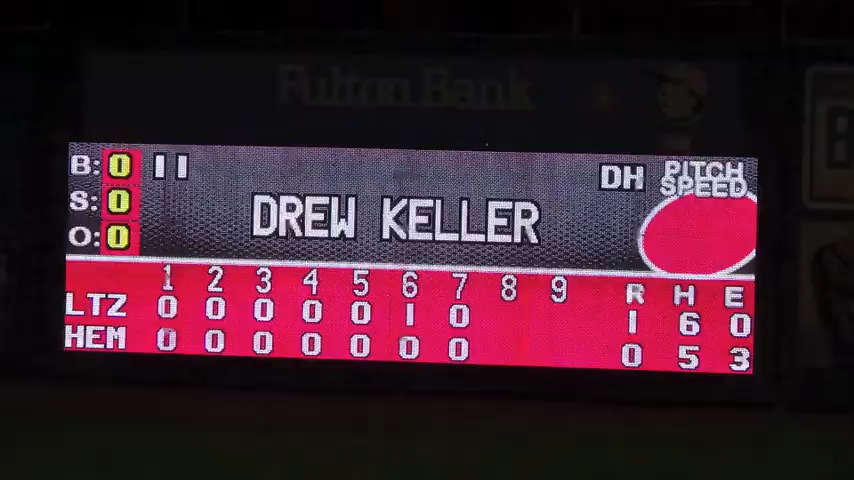 Fulton Bank
B: 0 11 DH PITCH SPEED
S: 0 DREW KELLER
O: 0
1 2 3 4 5 6 7 8 9 R H E
LTZ 0 0 0 0 0 1 0 1 6 0
HEM 0 0 0 0 0 0 0 0 5 3